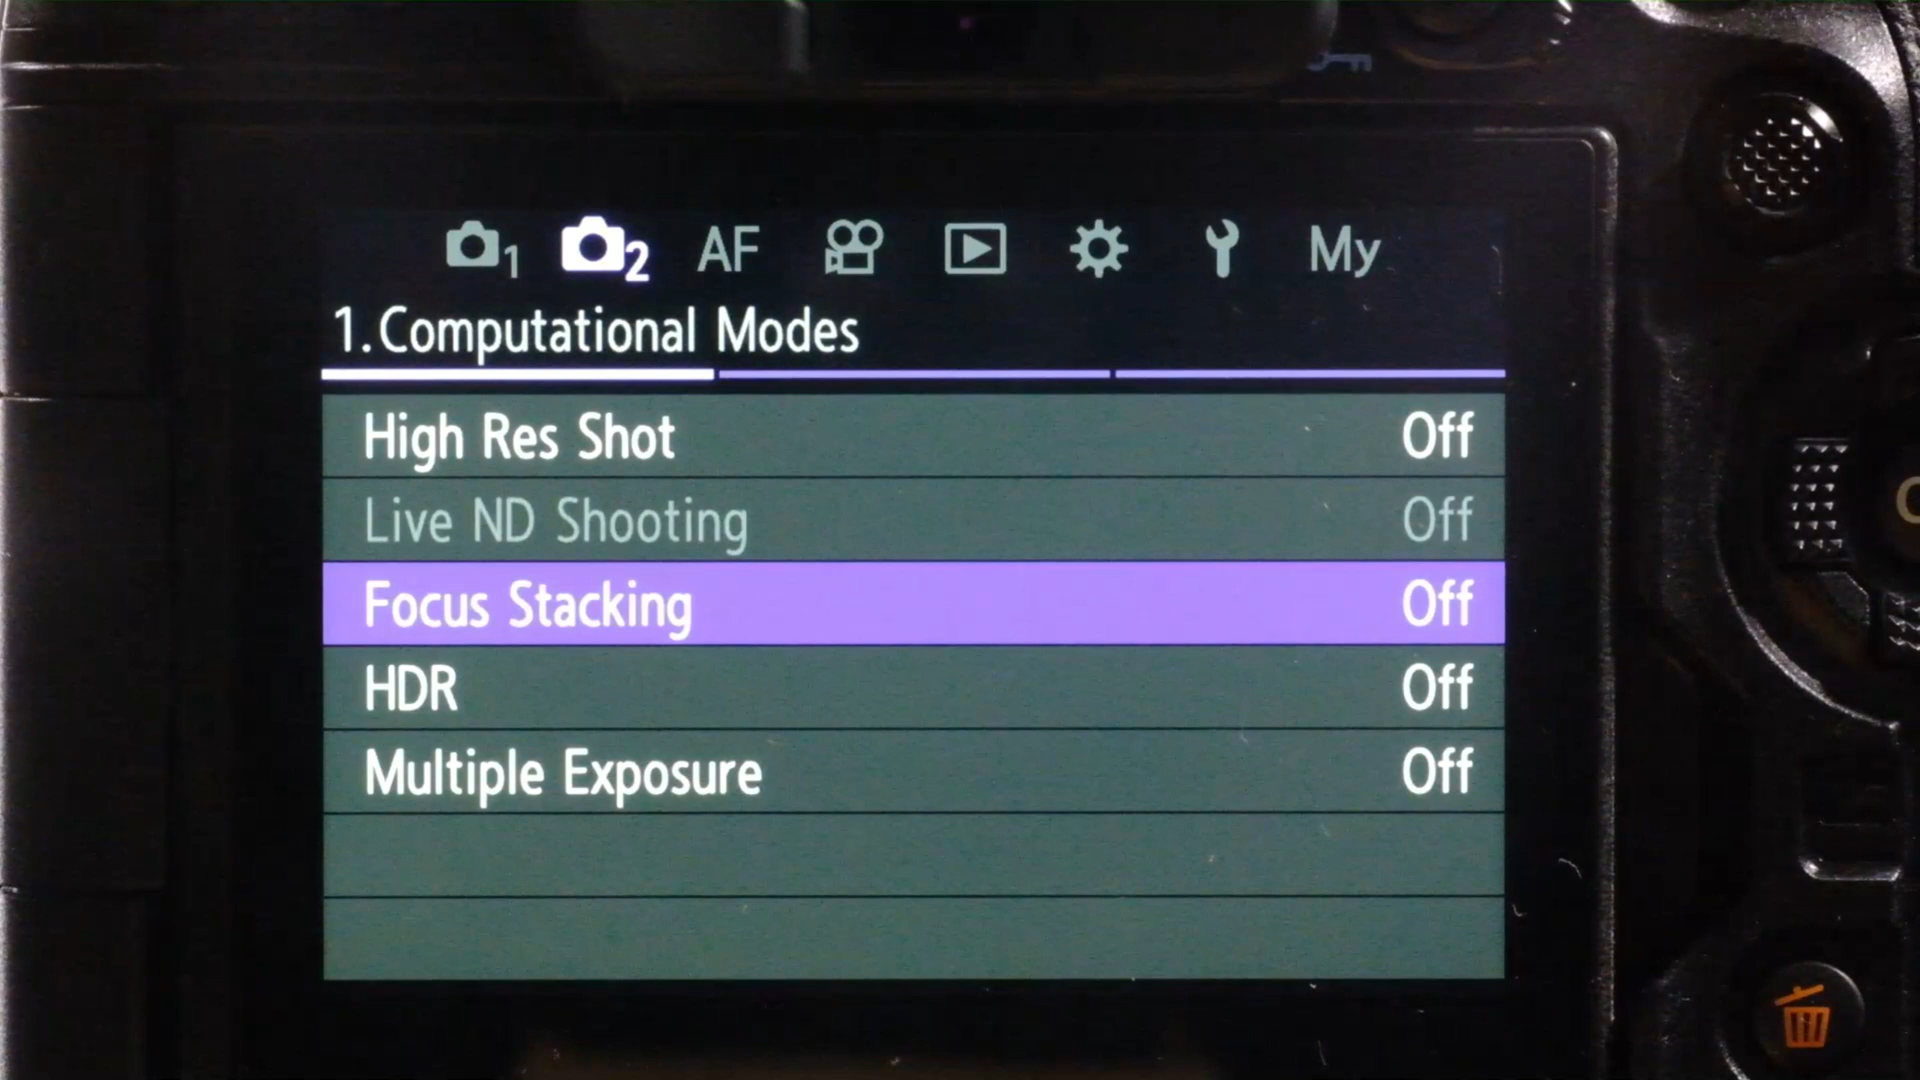 1 2 AF My
1.Computational Modes
High Res Shot Off
Live ND Shooting Off
Focus Stacking Off
HDR Off
Multiple Exposure Off